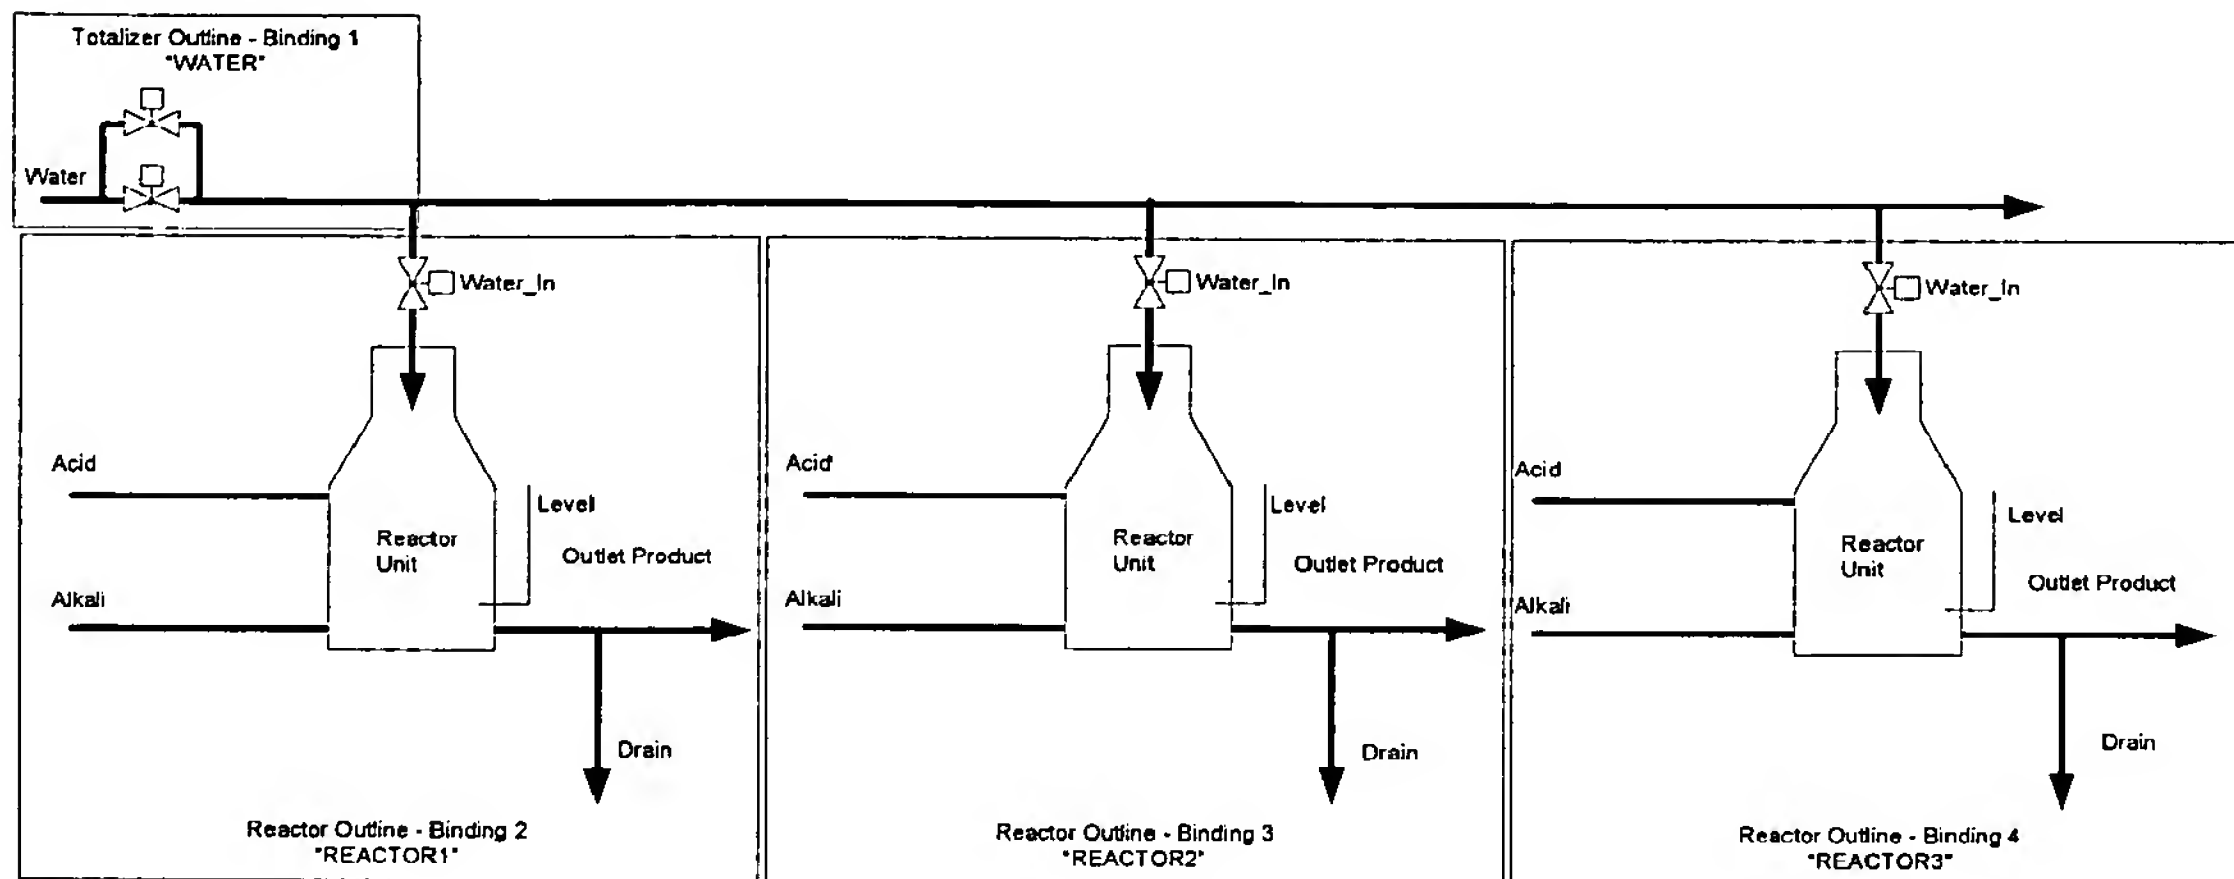 Totalizer Outline - Binding 1
"WATER"
Water
Water_In
Water_In
Water_In
Acid
Level
Reactor
Unit
Outlet Product
Alkali
Drain
Reactor Outline - Binding 2
"REACTOR1"
Acid
Level
Reactor
Unit
Outlet Product
Alkali
Drain
Reactor Outline - Binding 3
"REACTOR2"
Acid
Level
Reactor
Unit
Outlet Product
Alkali
Drain
Reactor Outline - Binding 4
"REACTOR3"